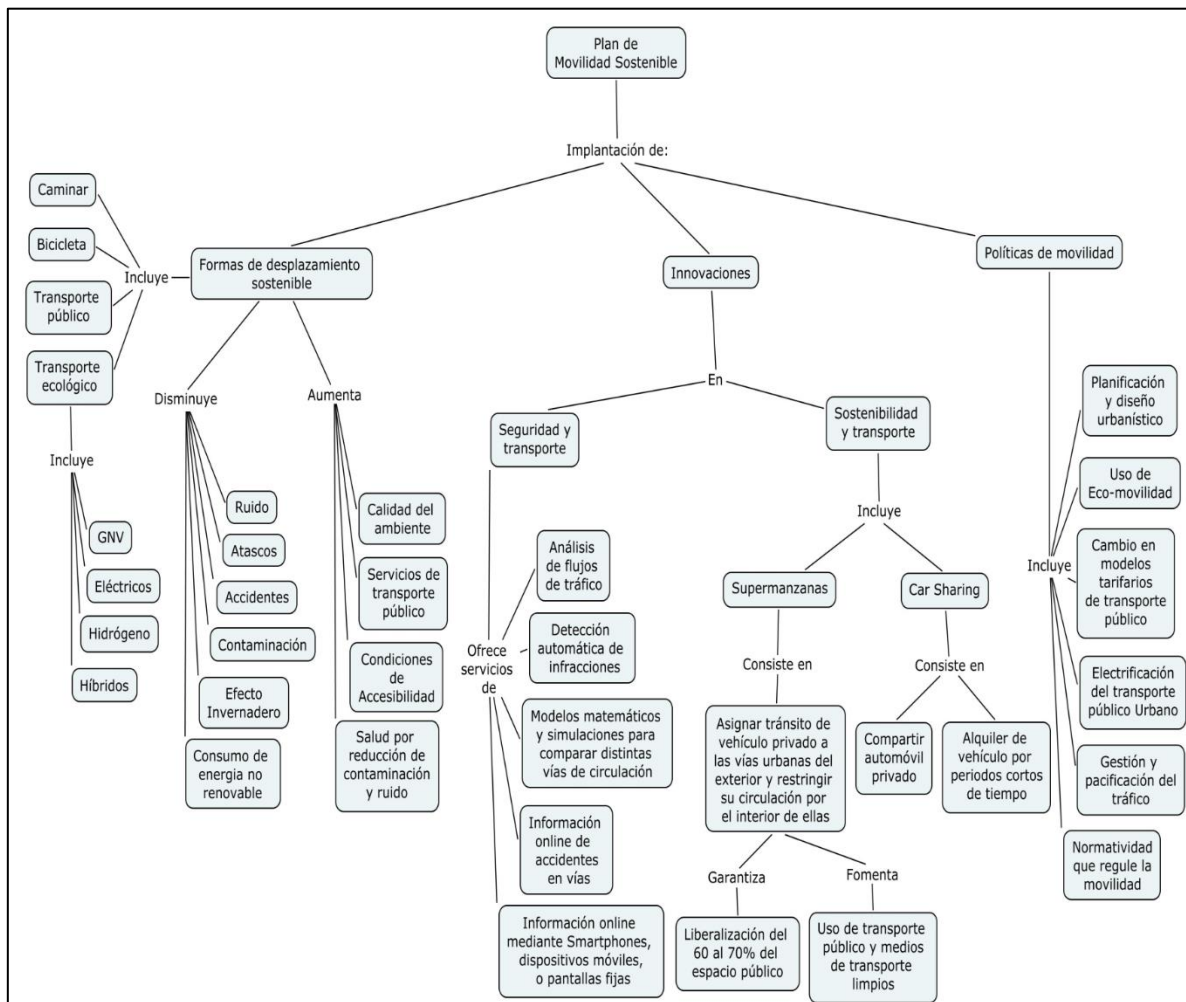 Plan de
Movilidad Sostenible
Implantación de:
Caminar
Bicicleta
Incluye
Transporte
público
Transporte
ecológico
Formas de desplazamiento
sostenible
Innovaciones
Políticas de movilidad
Incluye
GNV
Eléctricos
Hidrógeno
Híbridos
Disminuye
Ruido
Atascos
Accidentes
Contaminación
Efecto
Invernadero
Consumo de
energia no
renovable
Aumenta
Calidad del
ambiente
Servicios de
transporte
público
Condiciones
de
Accesibilidad
Salud por
reducción de
contaminación
y ruido
En
Seguridad y
transporte
Ofrece
servicios
de
Análisis
de flujos
de tráfico
Detección
automática de
infracciones
Modelos matemáticos
y simulaciones para
comparar distintas
vías de circulación
Información
online de
accidentes
en vías
Información online
mediante Smartphones,
dispositivos móviles,
o pantallas fijas
Sostenibilidad
y transporte
Incluye
Supermanzanas
Consiste en
Asignar tránsito de
vehículo privado a
las vías urbanas del
exterior y restringir
su circulación por
el interior de ellas
Garantiza
Liberalización del
60 al 70% del
espacio público
Fomenta
Uso de transporte
público y medios
de transporte
limpios
Car Sharing
Consiste en
Compartir
automóvil
privado
Alquiler de
vehículo por
periodos cortos
de tiempo
Incluye
Planificación
y diseño
urbanístico
Uso de
Eco-movilidad
Cambio en
modelos
tarifarios
de transporte
público
Electrificación
del transporte
público Urbano
Gestión y
pacificación del
tráfico
Normatividad
que regule la
movilidad